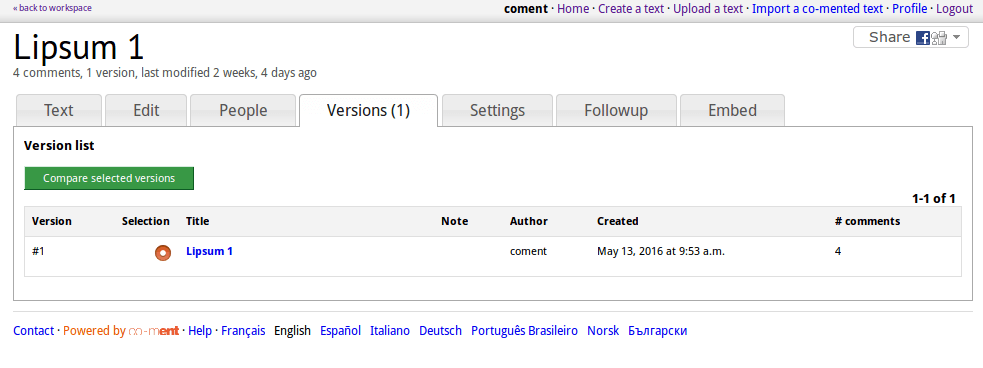 « back to workspace
coment · Home · Create a text · Upload a text · Import a co-mented text · Profile · Logout
Lipsum 1
Share
4 comments, 1 version, last modified 2 weeks, 4 days ago
Text Edit People Versions (1) Settings Followup Embed
Version list
Compare selected versions
1-1 of 1
Version Selection Title Note Author Created # comments
#1 Lipsum 1 coment May 13, 2016 at 9:53 a.m. 4
Contact · Powered by co-ment · Help · Français English Español Italiano Deutsch Português Brasileiro Norsk Български